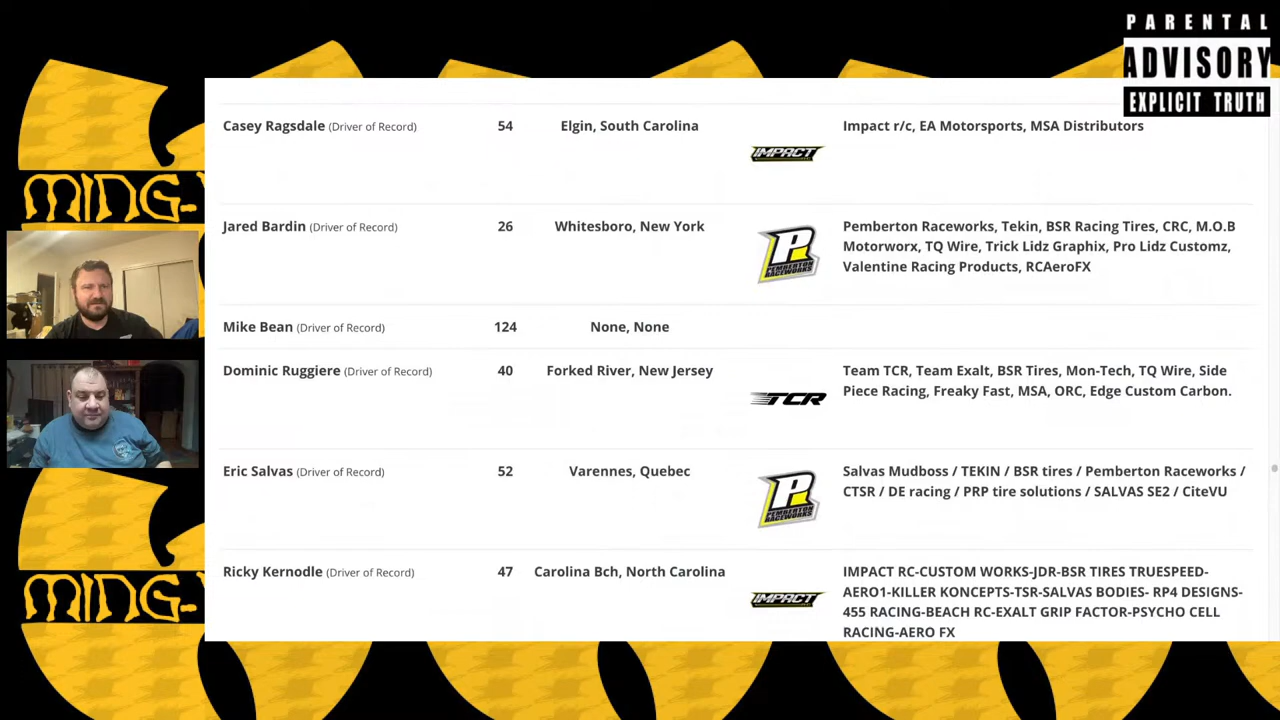 PARENTAL
ADVISORY
EXPLICIT TRUTH
MING-
Casey Ragsdale (Driver of Record) 54 Elgin, South Carolina IMPACT Impact r/c, EA Motorsports, MSA Distributors
Jared Bardin (Driver of Record) 26 Whitesboro, New York P PEMBERTON RACEWORKS Pemberton Raceworks, Tekin, BSR Racing Tires, CRC, M.O.B
Motorworx, TQ Wire, Trick Lidz Graphix, Pro Lidz Customz,
Valentine Racing Products, RCAeroFX
Mike Bean (Driver of Record) 124 None, None
Dominic Ruggiere (Driver of Record) 40 Forked River, New Jersey TCR Team TCR, Team Exalt, BSR Tires, Mon-Tech, TQ Wire, Side
Piece Racing, Freaky Fast, MSA, ORC, Edge Custom Carbon.
Eric Salvas (Driver of Record) 52 Varennes, Quebec P PEMBERTON RACEWORKS Salvas Mudboss / TEKIN / BSR tires / Pemberton Raceworks /
CTSR / DE racing / PRP tire solutions / SALVAS SE2 / CiteVU
Ricky Kernodle (Driver of Record) 47 Carolina Bch, North Carolina IMPACT IMPACT RC-CUSTOM WORKS-JDR-BSR TIRES TRUESPEED-
AERO1-KILLER KONCEPTS-TSR-SALVAS BODIES- RP4 DESIGNS-
455 RACING-BEACH RC-EXALT GRIP FACTOR-PSYCHO CELL
RACING-AERO FX
MING-